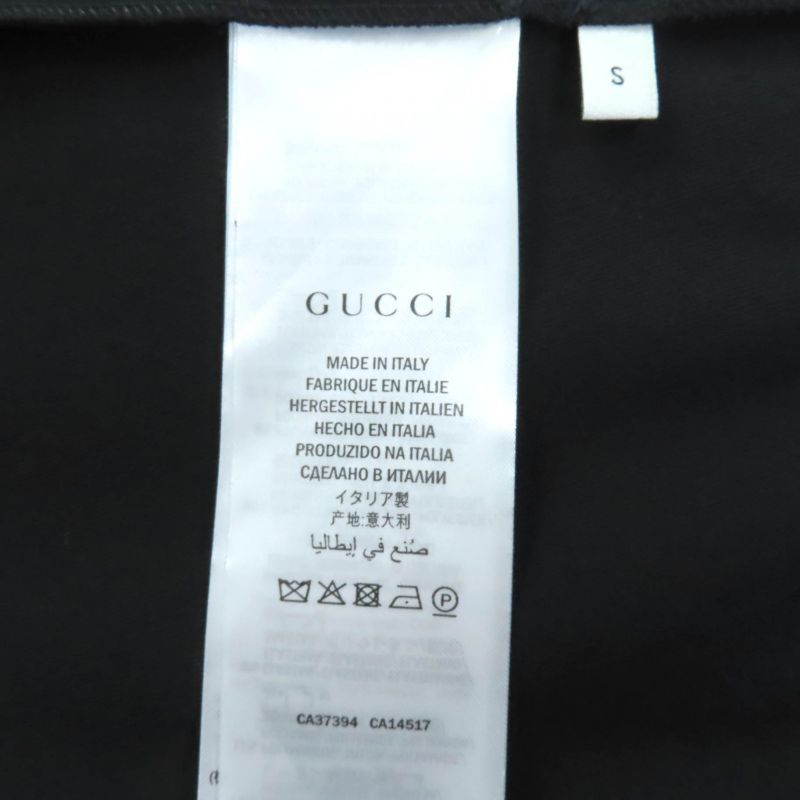 S
GUCCI
MADE IN ITALY
FABRIQUE EN ITALIE
HERGESTELLT IN ITALIEN
HECHO EN ITALIA
PRODUZIDO NA ITALIA
СДЕЛАНО В ИТАЛИИ
イタリア製
产地:意大利
صُنع في إيطاليا
P
CA37394 CA14517